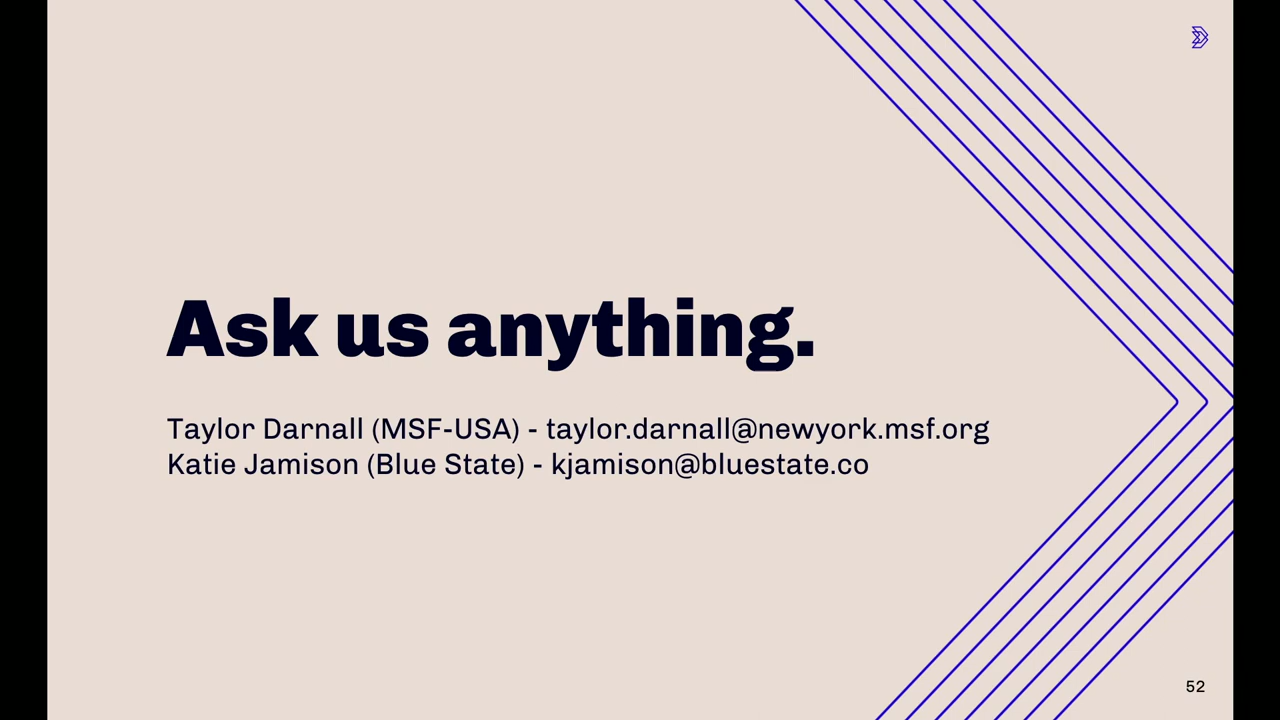 Ask us anything.
Taylor Darnall (MSF-USA) - taylor.darnall@newyork.msf.org
Katie Jamison (Blue State) - kjamison@bluestate.co
52